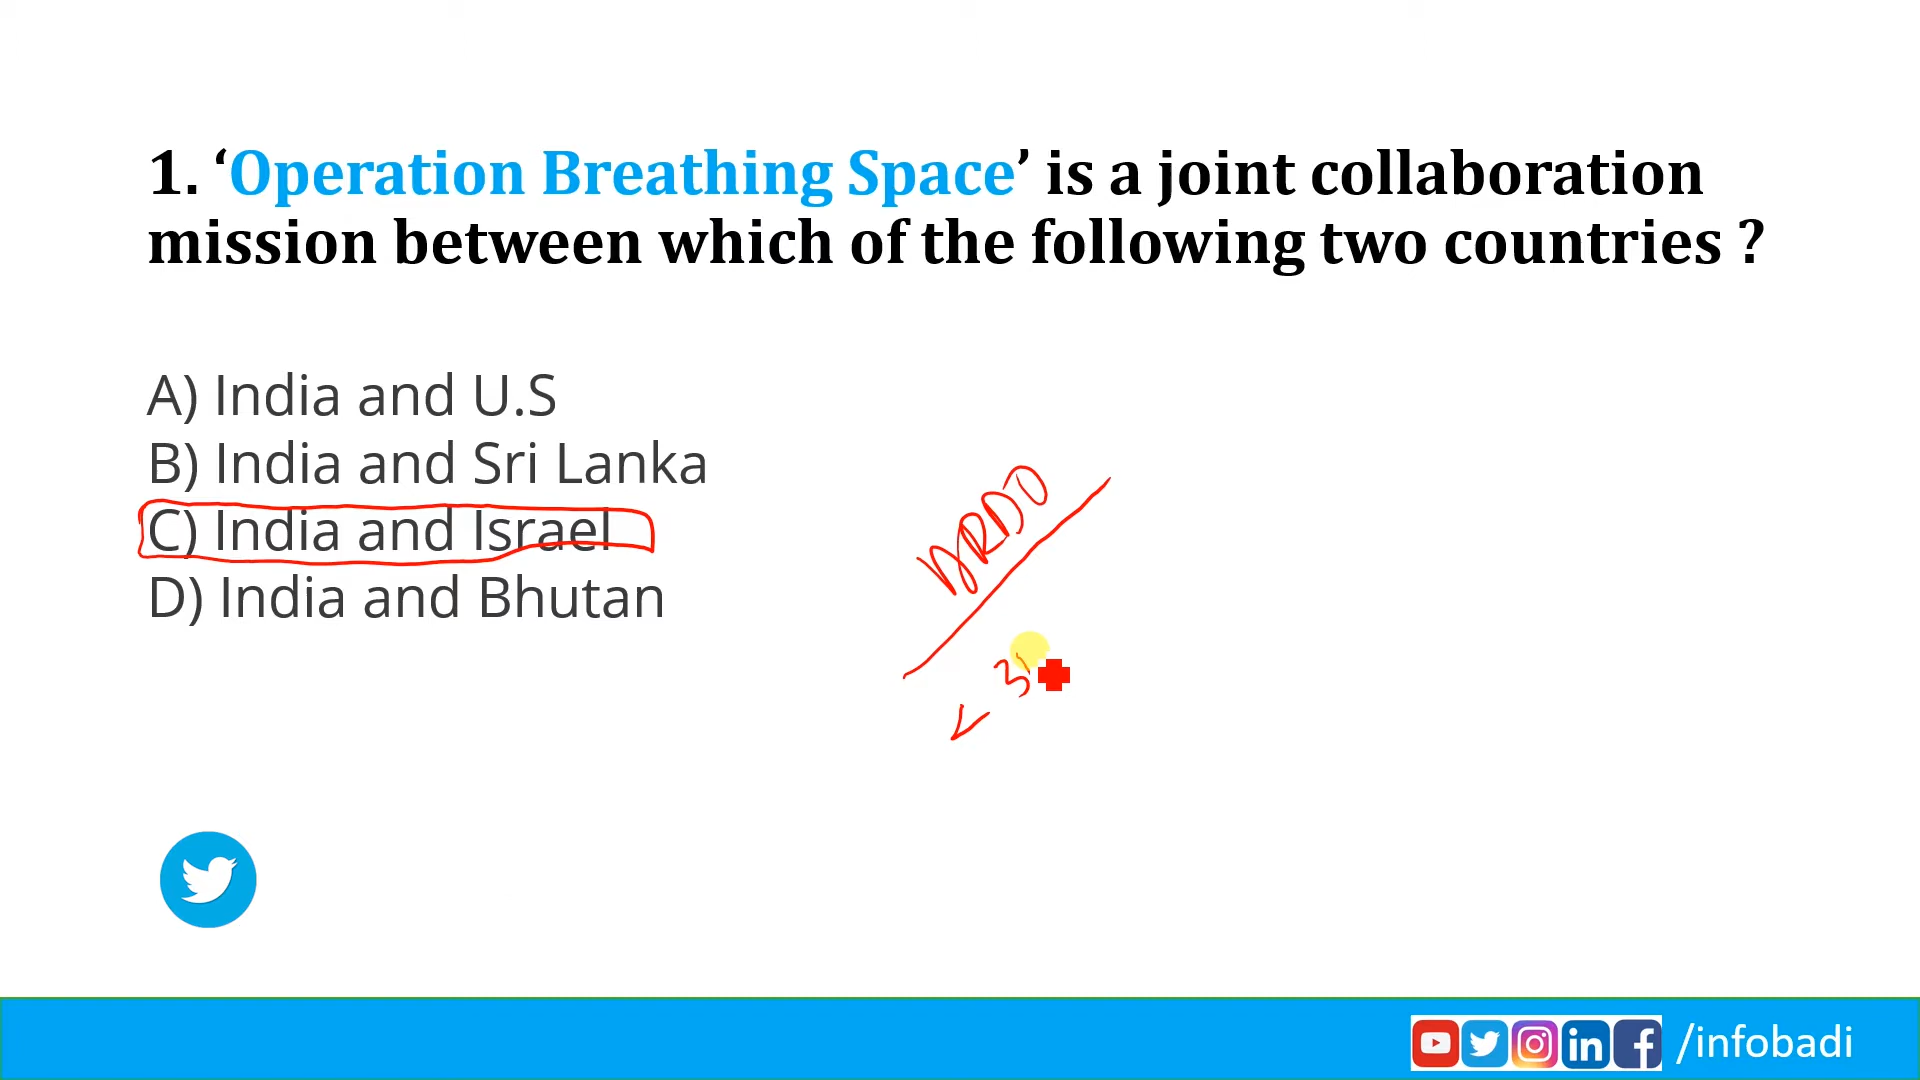 1. ‘Operation Breathing Space’ is a joint collaboration
mission between which of the following two countries ?
A) India and U.S
B) India and Sri Lanka
C) India and Israel
D) India and Bhutan
DRDO
< 3
/infobadi